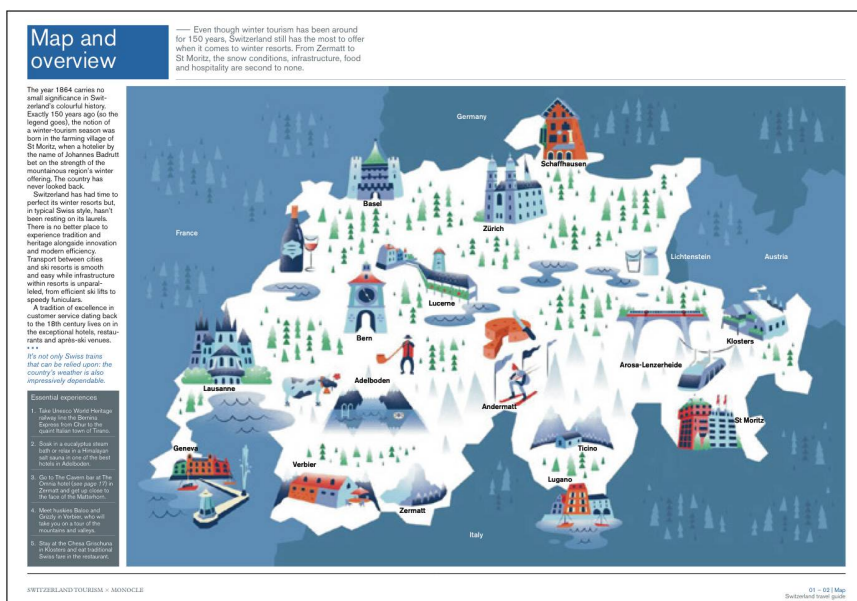 Map and
overview
— Even though winter tourism has been around
for 150 years, Switzerland still has the most to offer
when it comes to winter resorts. From Zermatt to
St Moritz, the snow conditions, infrastructure, food
and hospitality are second to none.
The year 1864 carries no
small significance in Swit-
zerland's colourful history.
Exactly 150 years ago (so the
legend goes), the notion of
a winter-tourism season was
born in the farming village of
St Moritz, when a hotelier by
the name of Johannes Badrutt
bet on the strength of the
mountainous region's winter
offering. The country has
never looked back.
Switzerland has had time to
perfect its winter resorts but,
in typical Swiss style, hasn't
been resting on its laurels.
There is no better place to
experience tradition and
heritage alongside innovation
and modern efficiency.
Transport between cities
and ski resorts is smooth
and easy while infrastructure
within resorts is unparal-
leled, from efficient ski lifts to
speedy funiculars.
A tradition of excellence in
customer service dating back
to the 18th century lives on in
the exceptional hotels, restau-
rants and après-ski venues.
• • •
It's not only Swiss trains
that can be relied upon: the
country's weather is also
impressively dependable.
Essential experiences
1. Take Unesco World Heritage
railway line the Bernina
Express from Chur to the
quaint Italian town of Tirano.
2. Soak in a eucalyptus steam
bath or relax in a Himalayan
salt sauna in one of the best
hotels in Adelboden.
3. Go to The Cavern bar at The
Omnia hotel (see page 17) in
Zermatt and get up close to
the face of the Matterhorn.
4. Meet huskies Baloo and
Grizzly in Verbier, who will
take you on a tour of the
mountains and valleys.
5. Stay at the Chesa Grischuna
in Klosters and eat traditional
Swiss fare in the restaurant.
Germany
Schaffhausen
Basel
Zürich
France
Lichtenstein
Austria
Lucerne
Bern
Klosters
Arosa-Lenzerheide
Adelboden
Lausanne
Andermatt
St Moritz
Geneva
Ticino
Verbier
Lugano
Zermatt
Italy
SWITZERLAND TOURISM × MONOCLE
01 – 02 | Map
Switzerland travel guide